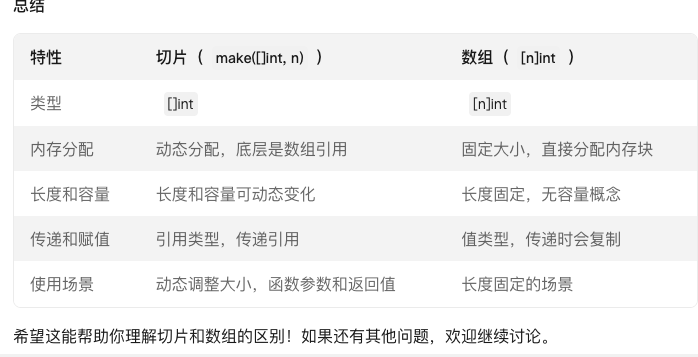 总结
特性 切片（ make([]int, n) ） 数组（ [n]int ）
类型 []int [n]int
内存分配 动态分配，底层是数组引用 固定大小，直接分配内存块
长度和容量 长度和容量可动态变化 长度固定，无容量概念
传递和赋值 引用类型，传递引用 值类型，传递时会复制
使用场景 动态调整大小，函数参数和返回值 长度固定的场景
希望这能帮助你理解切片和数组的区别！如果还有其他问题，欢迎继续讨论。